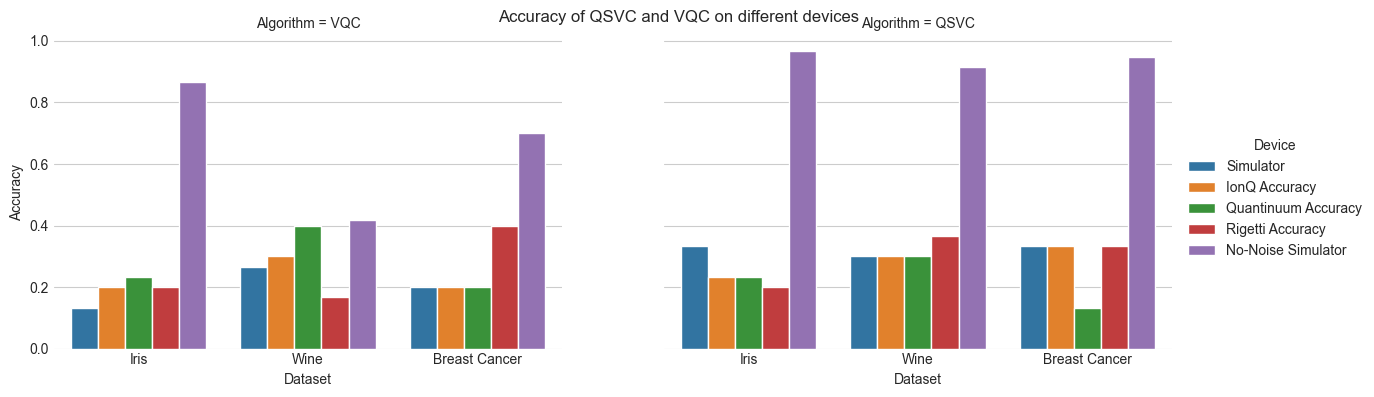 Accuracy of QSVC and VQC on different devices
Algorithm = VQC
Algorithm = QSVC
1.0
0.8
0.6
0.4
0.2
0.0
Accuracy
Iris
Wine
Breast Cancer
Dataset
Iris
Wine
Breast Cancer
Dataset
Device
Simulator
IonQ Accuracy
Quantinuum Accuracy
Rigetti Accuracy
No-Noise Simulator